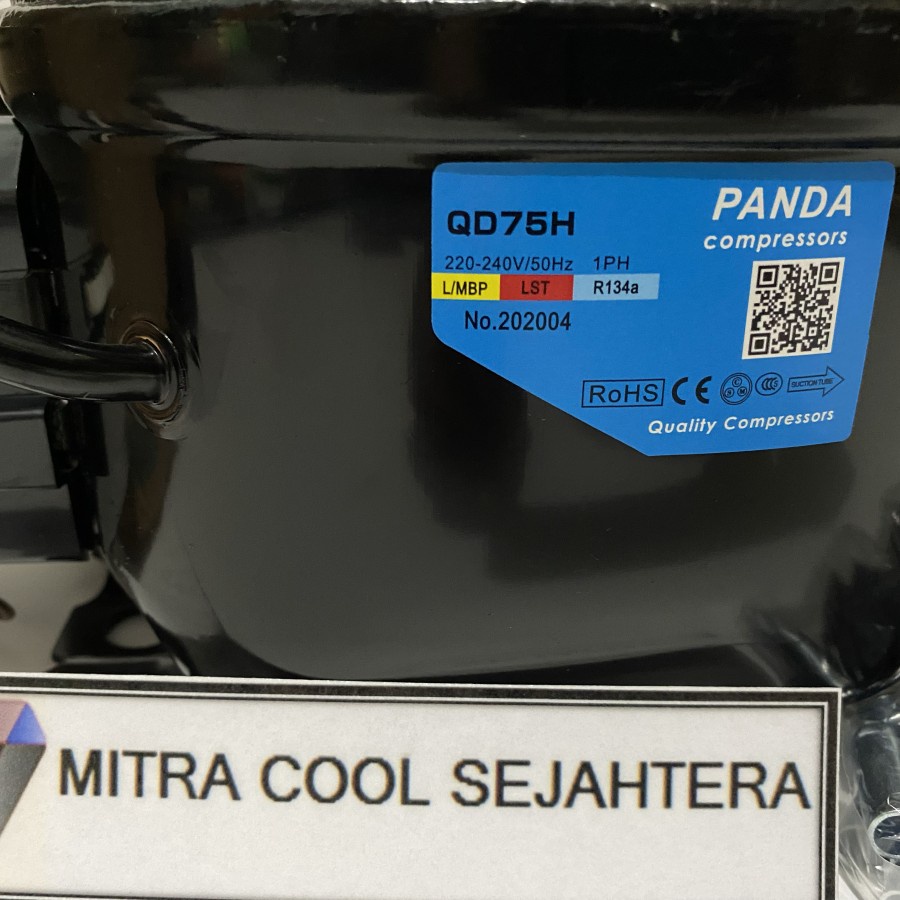 PANDA
compressors
QD75H
220-240V/50Hz 1PH
L/MBP LST R134a
No.202004
RoHS CE CCC SUCTION TUBE
Quality Compressors
MITRA COOL SEJAHTERA